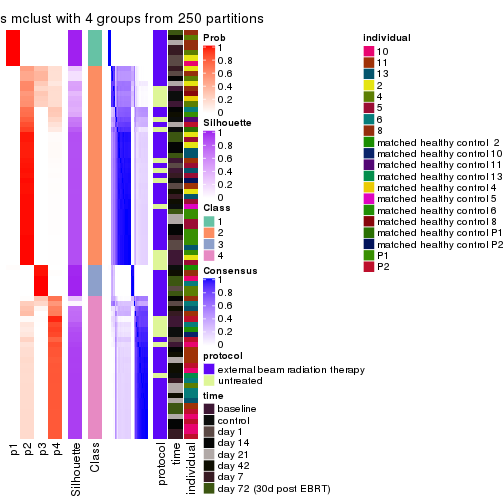 s mclust with 4 groups from 250 partitions
p1
p2
p3
p4
Silhouette
Class
protocol
time
individual
Prob
1
0.8
0.6
0.4
0.2
0
Silhouette
1
0.8
0.6
0.4
0.2
0
Class
1
2
3
4
Consensus
1
0.8
0.6
0.4
0.2
0
protocol
external beam radiation therapy
untreated
time
baseline
control
day 1
day 14
day 21
day 42
day 7
day 72 (30d post EBRT)
individual
10
11
13
2
4
5
6
8
matched healthy control 2
matched healthy control 10
matched healthy control 11
matched healthy control 13
matched healthy control 4
matched healthy control 5
matched healthy control 6
matched healthy control 8
matched healthy control P1
matched healthy control P2
P1
P2